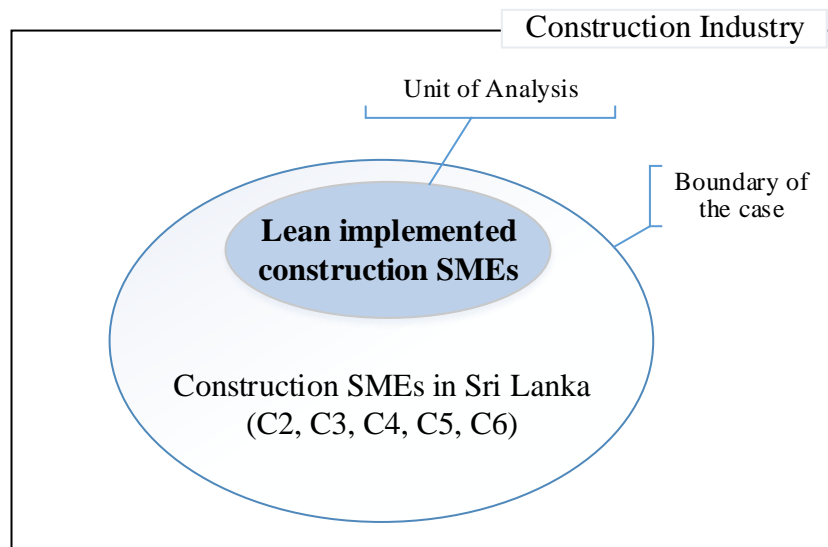 Construction Industry
Unit of Analysis
Boundary of
the case
Lean implemented
construction SMEs
Construction SMEs in Sri Lanka
(C2, C3, C4, C5, C6)